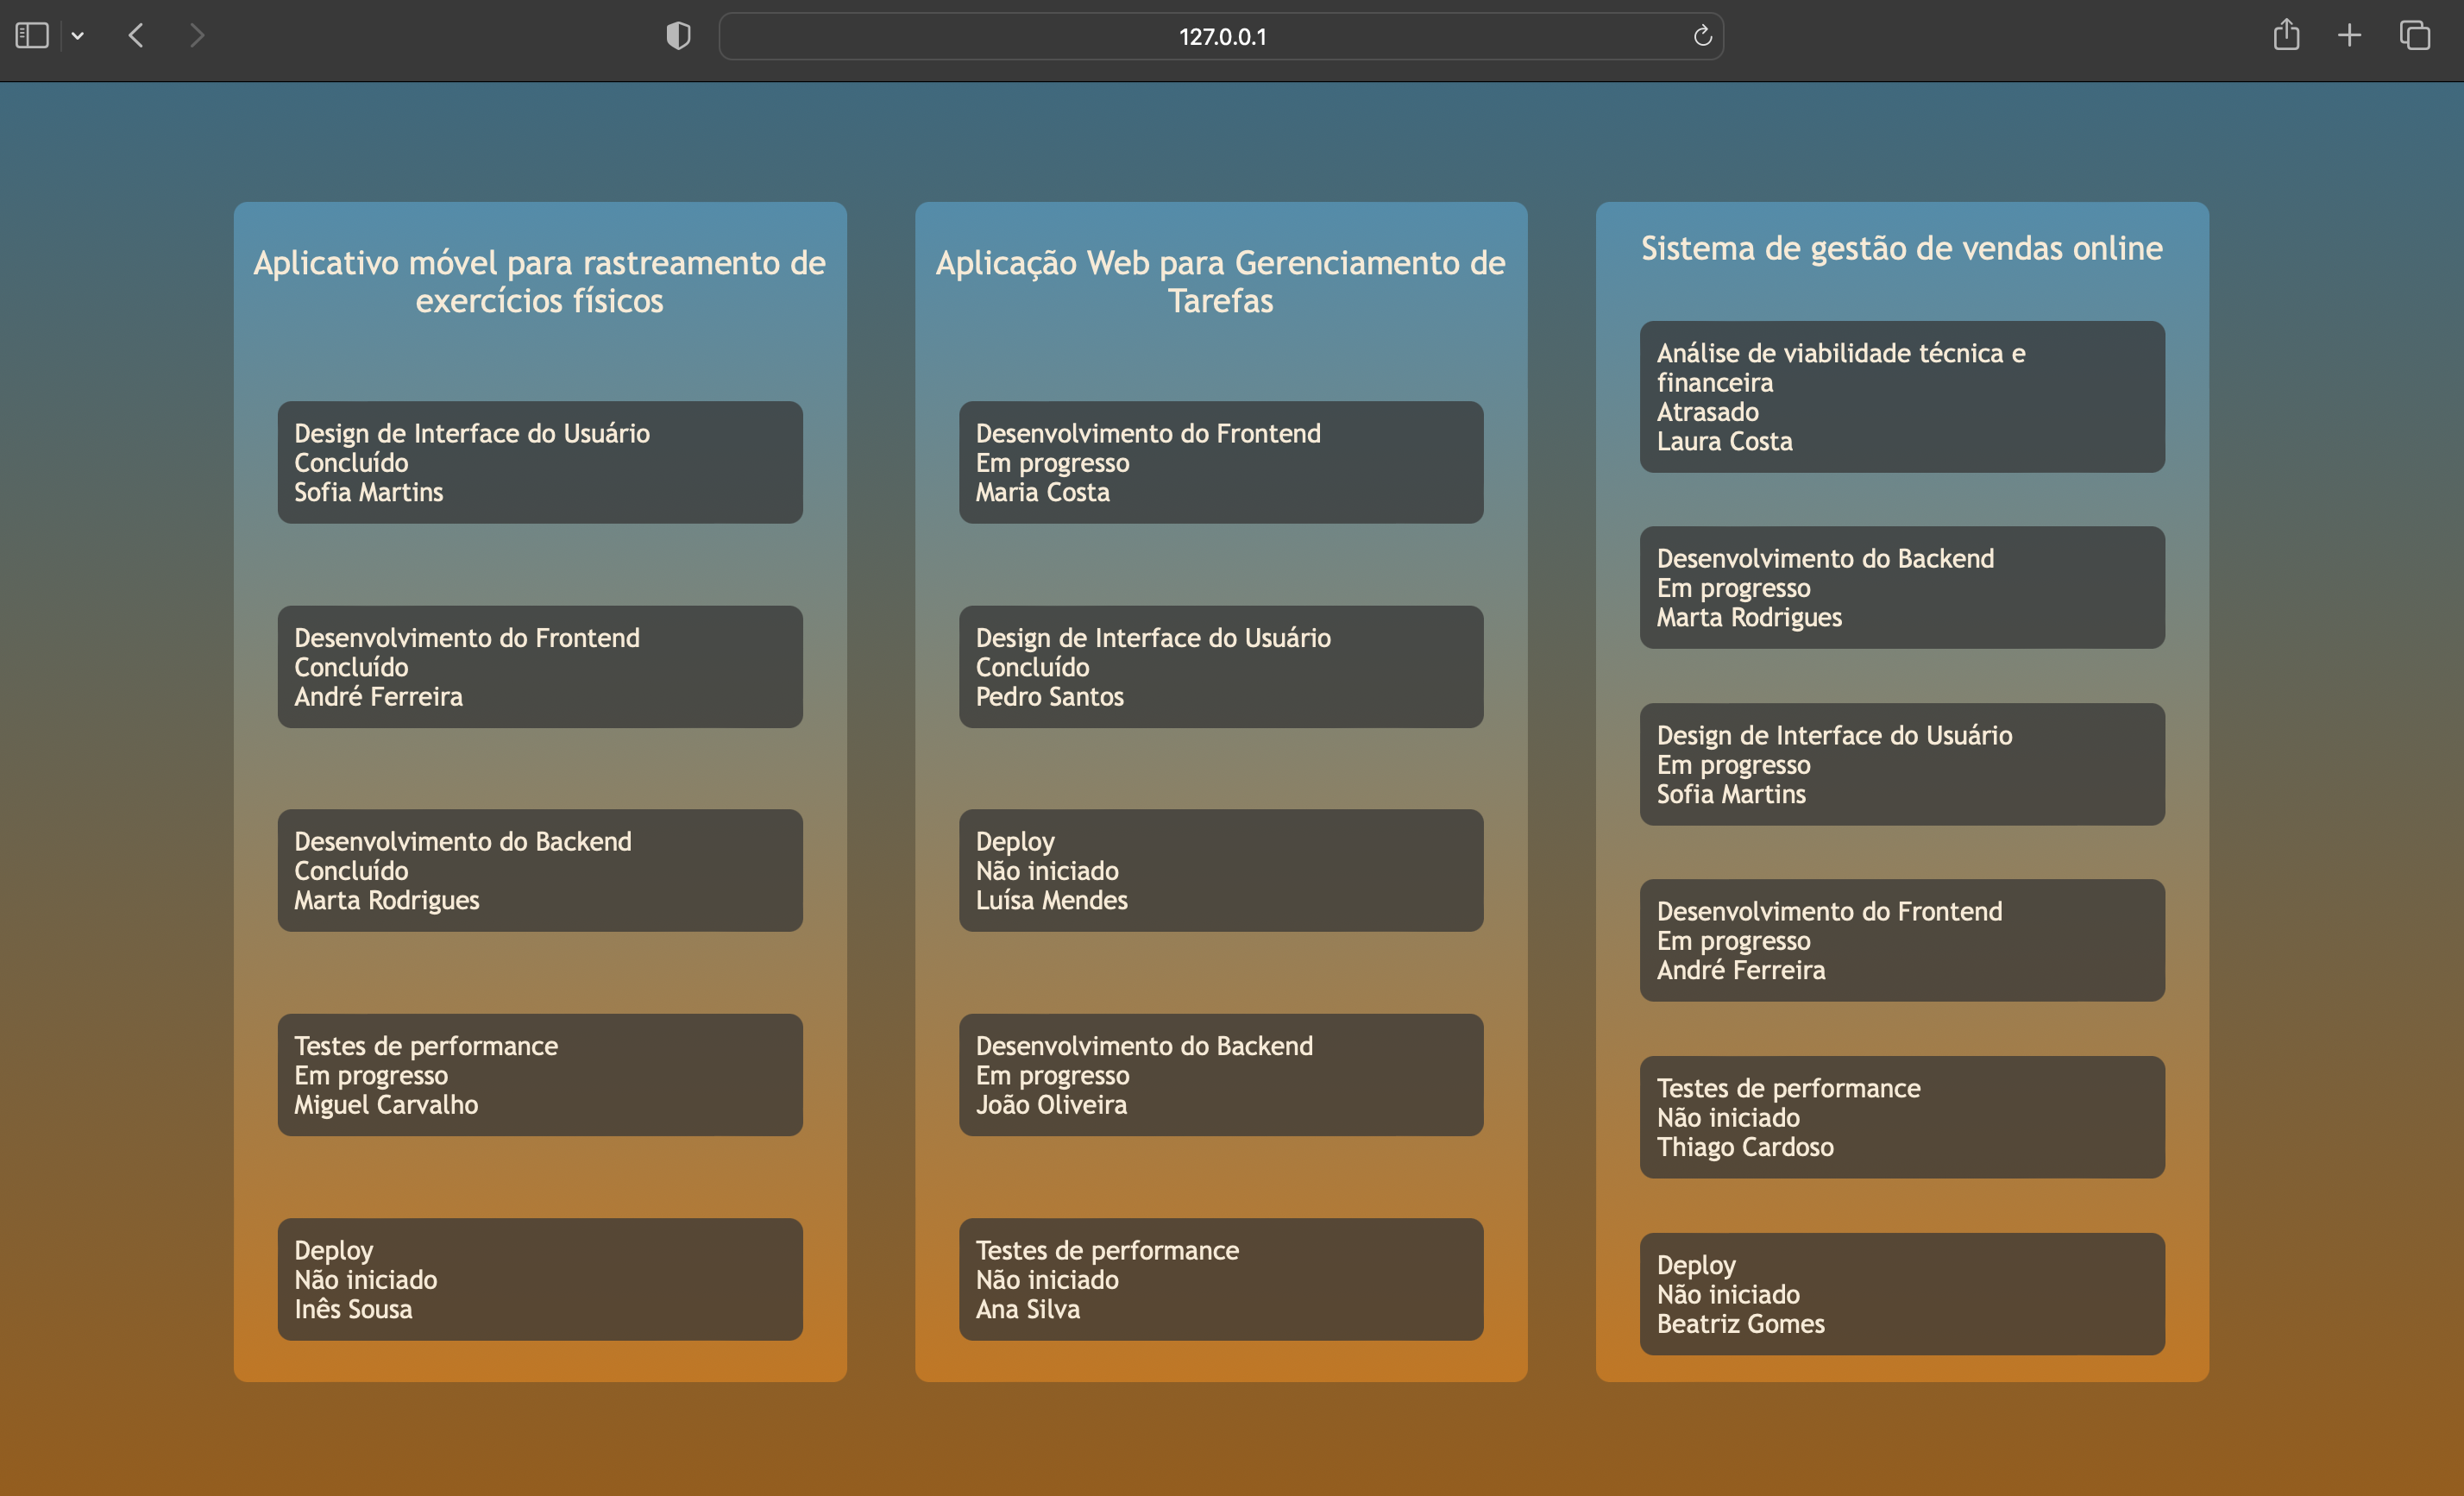 127.0.0.1
Aplicativo móvel para rastreamento de
exercícios físicos
Design de Interface do Usuário
Concluído
Sofia Martins
Desenvolvimento do Frontend
Concluído
André Ferreira
Desenvolvimento do Backend
Concluído
Marta Rodrigues
Testes de performance
Em progresso
Miguel Carvalho
Deploy
Não iniciado
Inês Sousa
Aplicação Web para Gerenciamento de
Tarefas
Desenvolvimento do Frontend
Em progresso
Maria Costa
Design de Interface do Usuário
Concluído
Pedro Santos
Deploy
Não iniciado
Luísa Mendes
Desenvolvimento do Backend
Em progresso
João Oliveira
Testes de performance
Não iniciado
Ana Silva
Sistema de gestão de vendas online
Análise de viabilidade técnica e
financeira
Atrasado
Laura Costa
Desenvolvimento do Backend
Em progresso
Marta Rodrigues
Design de Interface do Usuário
Em progresso
Sofia Martins
Desenvolvimento do Frontend
Em progresso
André Ferreira
Testes de performance
Não iniciado
Thiago Cardoso
Deploy
Não iniciado
Beatriz Gomes